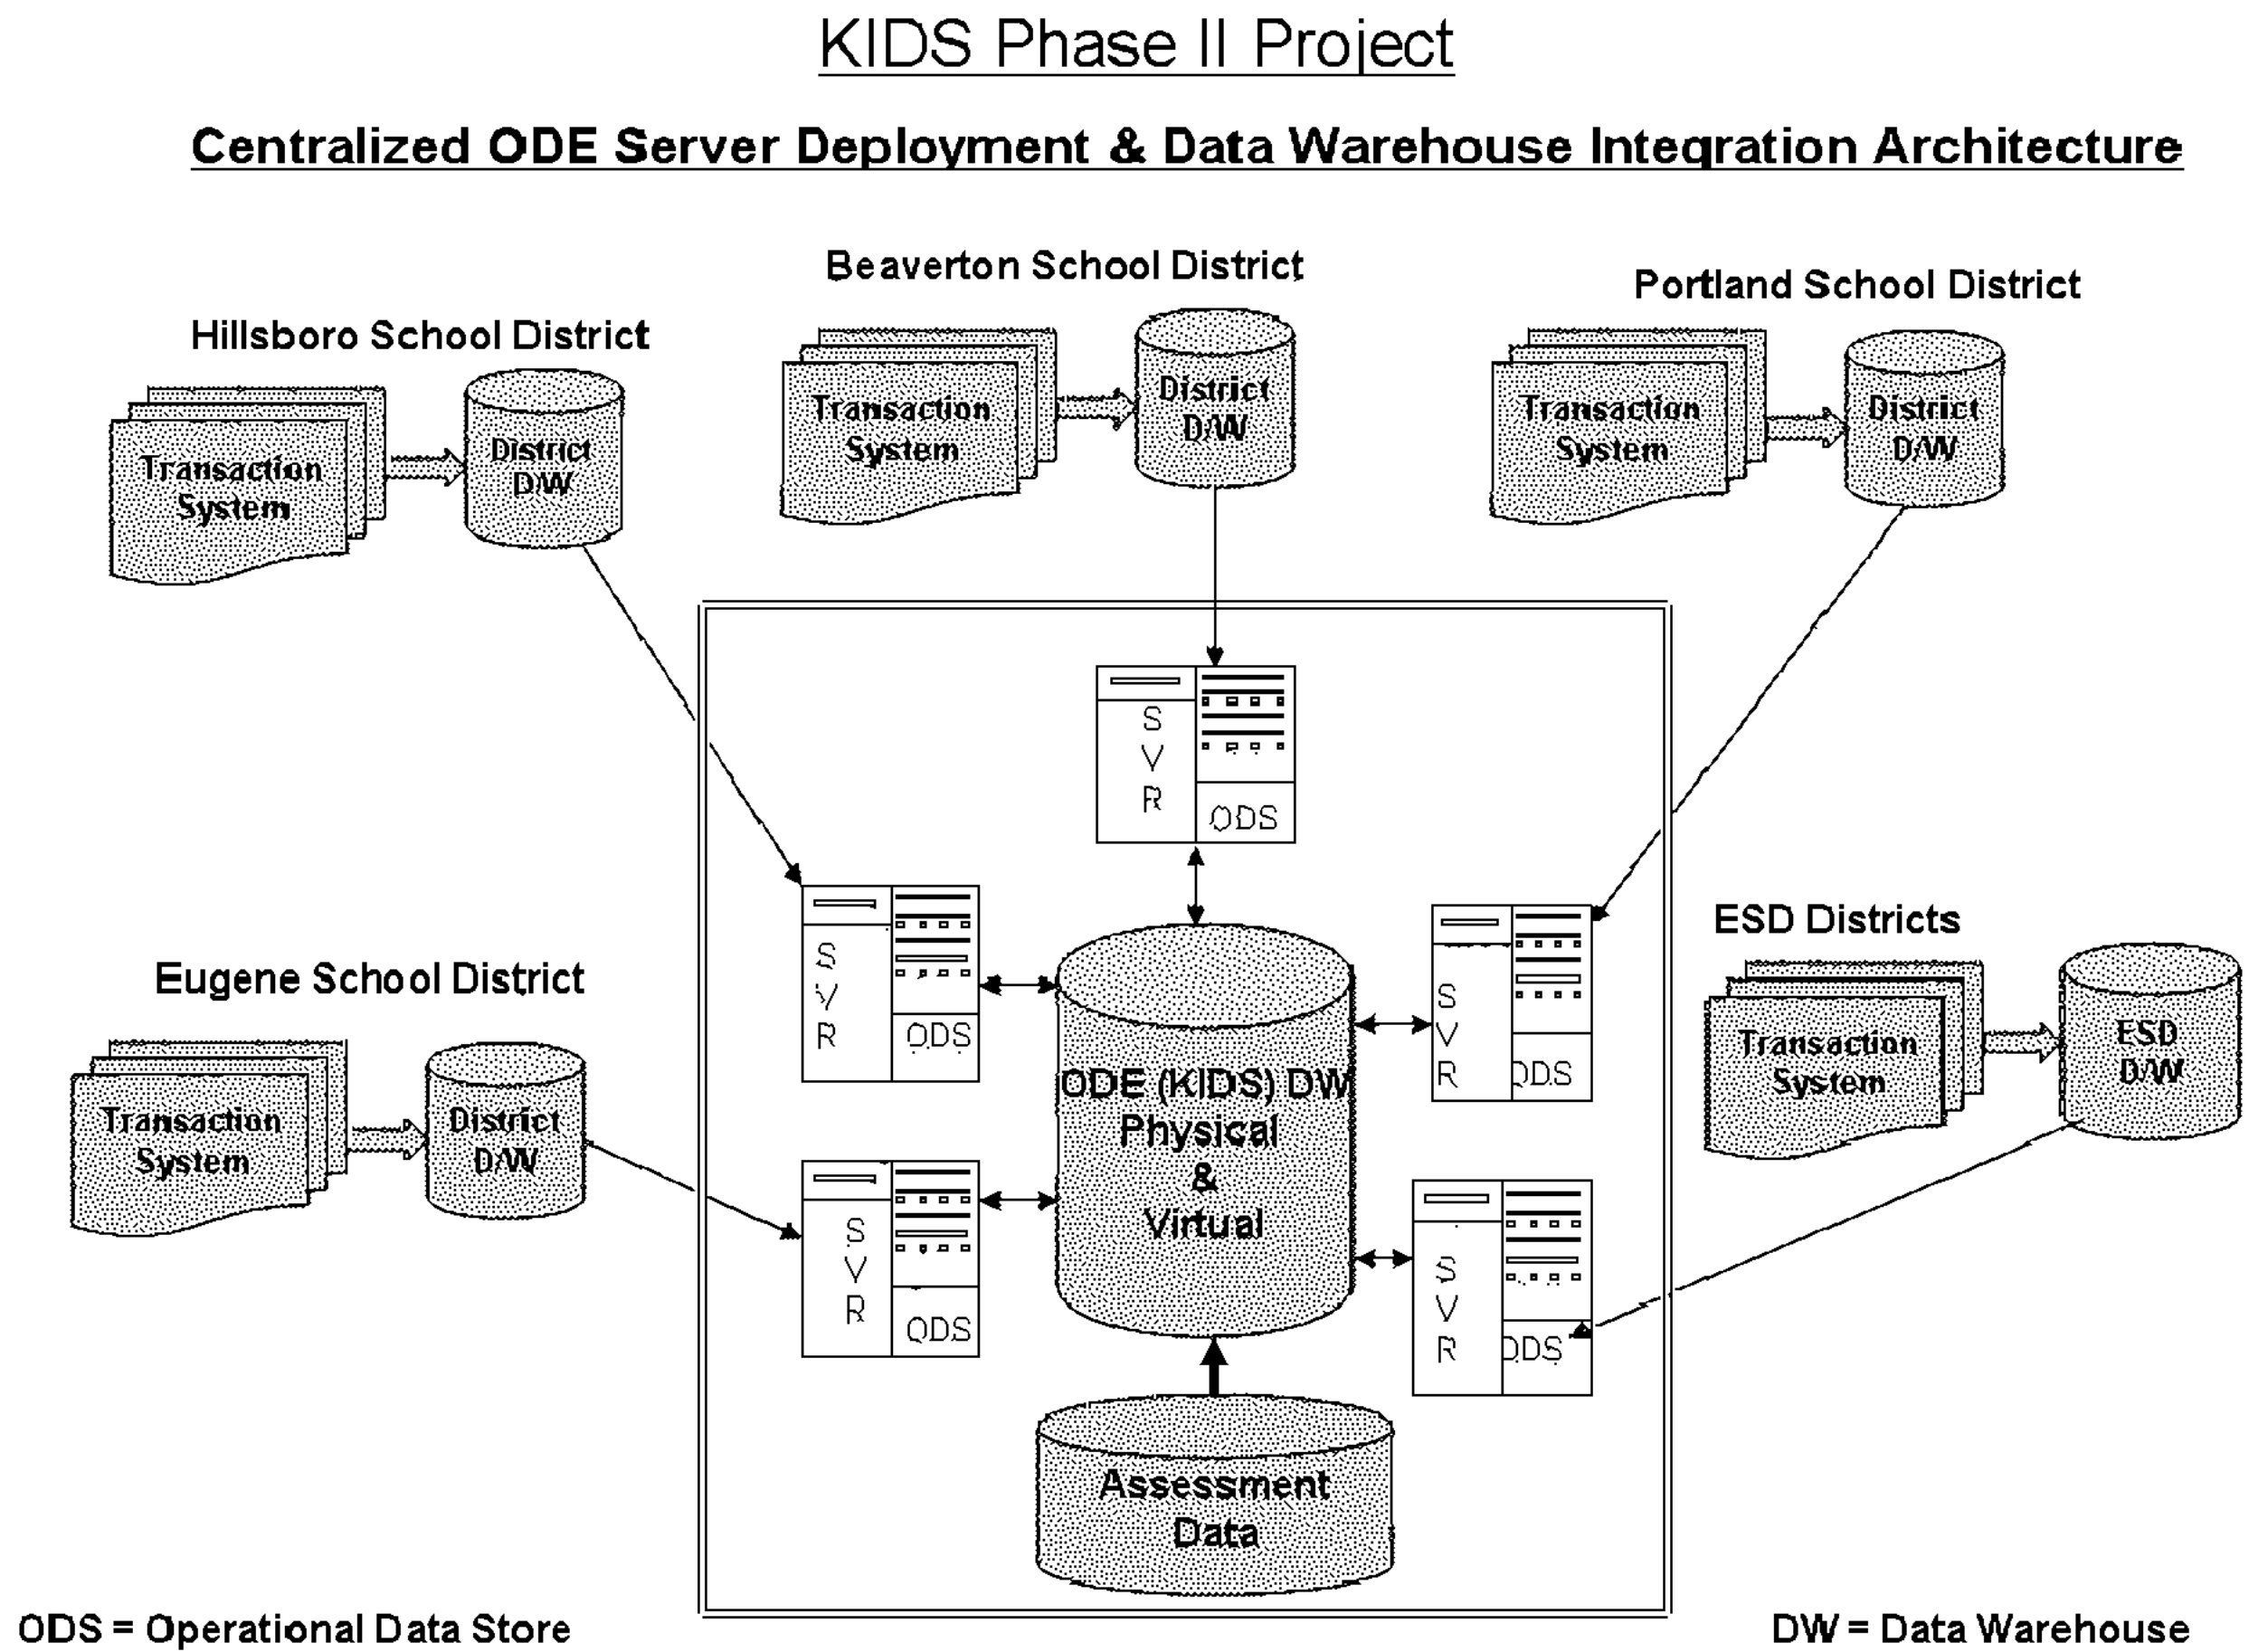 KIDS Phase II Project
Centralized ODE Server Deployment & Data Warehouse Integration Architecture
Beaverton School District
Portland School District
Hillsboro School District
Transaction
System
District
D/W
Transaction
System
District
D/W
Transaction
System
District
D/W
S
V
R
ODS
S
V
R
ODS
S
V
R
ODS
ESD Districts
Eugene School District
Transaction
System
ESD
D/W
Transaction
System
District
D/W
ODE (KIDS) DW
Physical
&
Virtual
S
V
R
ODS
S
V
R
ODS
Assessment
Data
ODS = Operational Data Store
DW = Data Warehouse